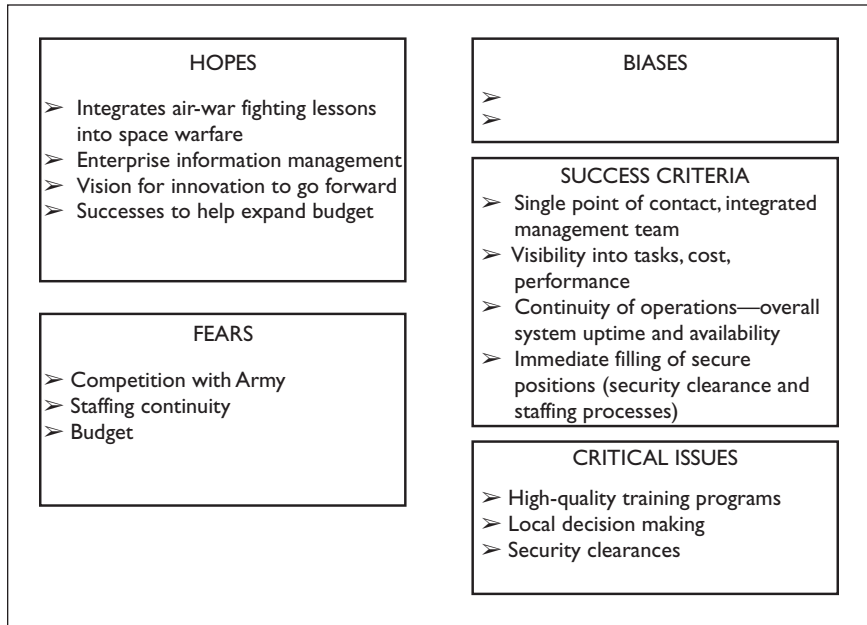 HOPES
➢ Integrates air-war fighting lessons
into space warfare
➢ Enterprise information management
➢ Vision for innovation to go forward
➢ Successes to help expand budget
FEARS
➢ Competition with Army
➢ Staffing continuity
➢ Budget
BIASES
➢
➢
SUCCESS CRITERIA
➢ Single point of contact, integrated
management team
➢ Visibility into tasks, cost,
performance
➢ Continuity of operations—overall
system uptime and availability
➢ Immediate filling of secure
positions (security clearance and
staffing processes)
CRITICAL ISSUES
➢ High-quality training programs
➢ Local decision making
➢ Security clearances